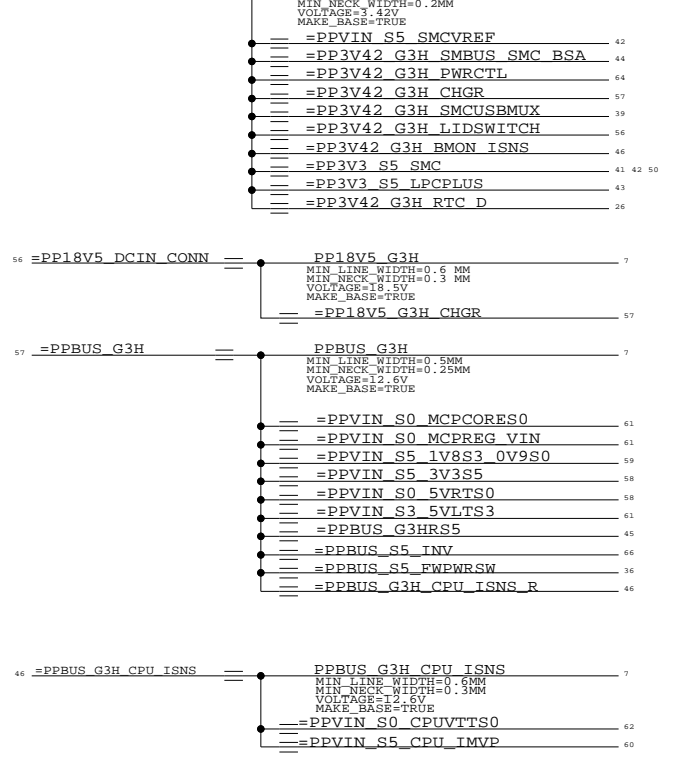 MIN_NECK_WIDTH=0.2MM
VOLTAGE=3.42V
MAKE_BASE=TRUE
=PPVIN_S5_SMCVREF 42
=PP3V42_G3H_SMBUS_SMC_BSA 44
=PP3V42_G3H_PWRCTL 64
=PP3V42_G3H_CHGR 57
=PP3V42_G3H_SMCUSBMUX 39
=PP3V42_G3H_LIDSWITCH 56
=PP3V42_G3H_BMON_ISNS 46
=PP3V3_S5_SMC 41 42 50
=PP3V3_S5_LPCPLUS 43
=PP3V42_G3H_RTC_D 26
56 =PP18V5_DCIN_CONN PP18V5_G3H 7
MIN_LINE_WIDTH=0.6 MM
MIN_NECK_WIDTH=0.3 MM
VOLTAGE=18.5V
MAKE_BASE=TRUE
=PP18V5_G3H_CHGR 57
57 =PPBUS_G3H PPBUS_G3H 7
MIN_LINE_WIDTH=0.5MM
MIN_NECK_WIDTH=0.25MM
VOLTAGE=12.6V
MAKE_BASE=TRUE
=PPVIN_S0_MCPCORES0 61
=PPVIN_S0_MCPREG_VIN 61
=PPVIN_S5_1V8S3_0V9S0 59
=PPVIN_S5_3V3S5 58
=PPVIN_S0_5VRTS0 58
=PPVIN_S3_5VLTS3 61
=PPBUS_G3HRS5 45
=PPBUS_S5_INV 66
=PPBUS_S5_FWPWRSW 36
=PPBUS_G3H_CPU_ISNS_R 46
46 =PPBUS_G3H_CPU_ISNS PPBUS_G3H_CPU_ISNS 7
MIN_LINE_WIDTH=0.6MM
MIN_NECK_WIDTH=0.3MM
VOLTAGE=12.6V
MAKE_BASE=TRUE
=PPVIN_S0_CPUVTTS0 62
=PPVIN_S5_CPU_IMVP 60